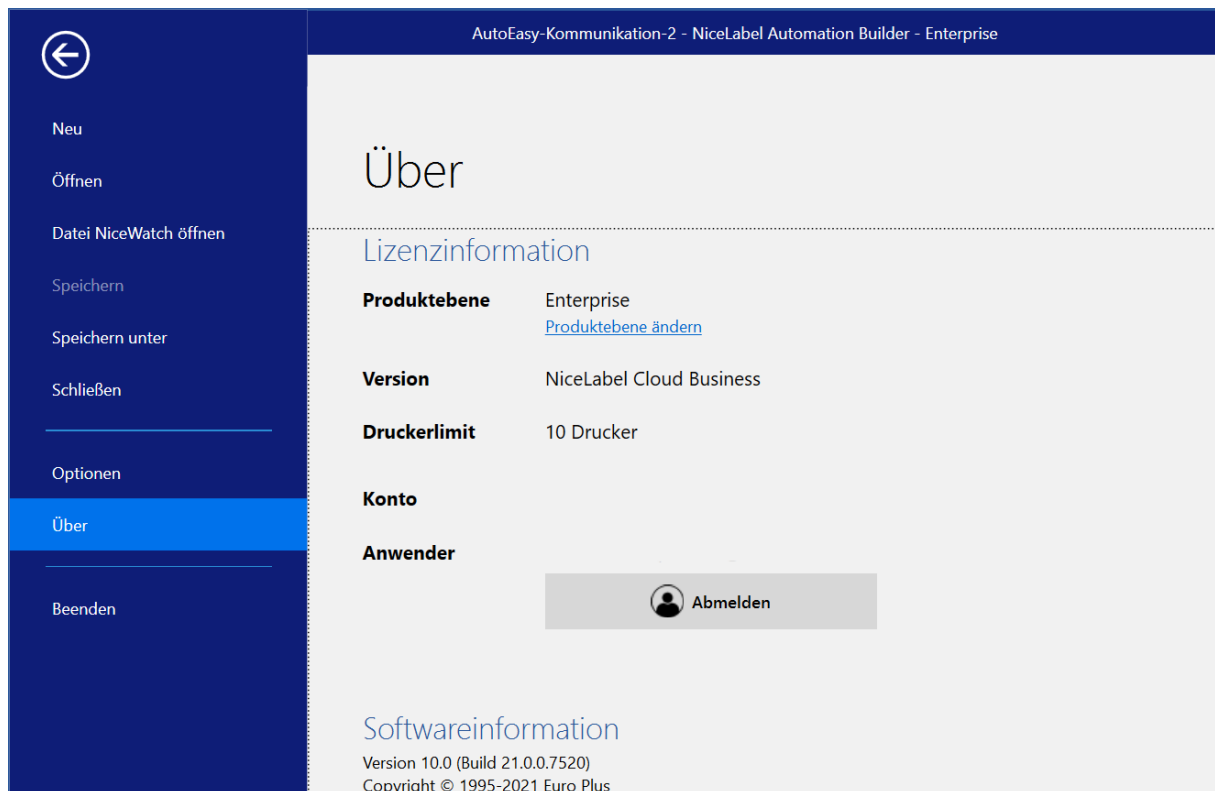 AutoEasy-Kommunikation-2 - NiceLabel Automation Builder - Enterprise
Neu
Öffnen
Datei NiceWatch öffnen
Speichern
Speichern unter
Schließen
Optionen
Über
Beenden
Über
Lizenzinformation
Produktebene Enterprise
Produktebene ändern
Version NiceLabel Cloud Business
Druckerlimit 10 Drucker
Konto
Anwender
Abmelden
Softwareinformation
Version 10.0 (Build 21.0.0.7520)
Copyright © 1995-2021 Euro Plus